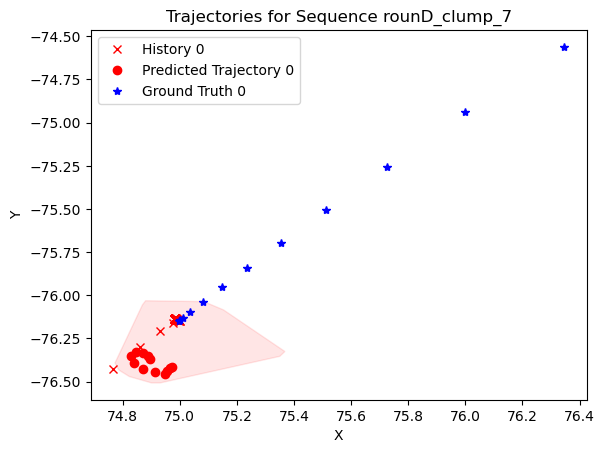 Trajectories for Sequence rounD_clump_7
History 0
Predicted Trajectory 0
Ground Truth 0
−74.50
−74.75
−75.00
−75.25
−75.50
−75.75
−76.00
−76.25
−76.50
Y
74.8 75.0 75.2 75.4 75.6 75.8 76.0 76.2 76.4
X